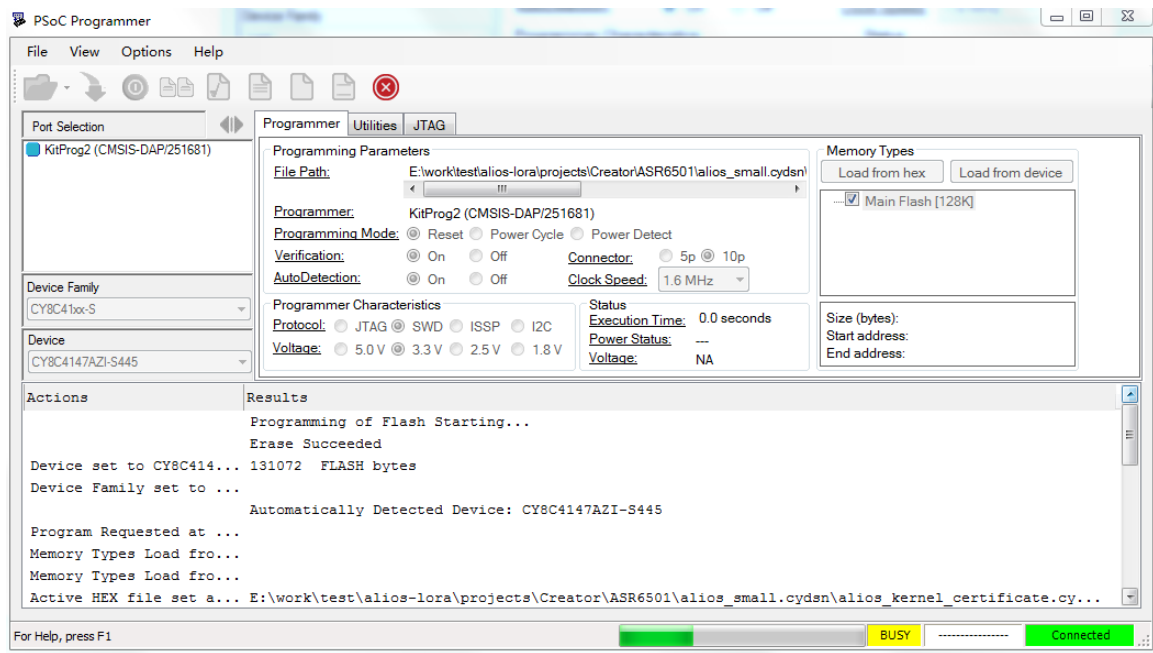 PSoC Programmer
File View Options Help
Port Selection
KitProg2 (CMSIS-DAP/251681)
Device Family
CY8C41xx-S
Device
CY8C4147AZI-S445
Programmer Utilities JTAG
Programming Parameters
File Path: E:\work\test\alios-lora\projects\Creator\ASR6501\alios_small.cydsn\
Programmer: KitProg2 (CMSIS-DAP/251681)
Programming Mode: Reset Power Cycle Power Detect
Verification: On Off Connector: 5p 10p
AutoDetection: On Off Clock Speed: 1.6 MHz
Programmer Characteristics
Protocol: JTAG SWD ISSP I2C
Voltage: 5.0 V 3.3 V 2.5 V 1.8 V
Status
Execution Time: 0.0 seconds
Power Status: ---
Voltage: NA
Memory Types
Load from hex Load from device
Main Flash [128K]
Size (bytes):
Start address:
End address:
Actions Results
Programming of Flash Starting...
Erase Succeeded
Device set to CY8C414... 131072 FLASH bytes
Device Family set to ...
Automatically Detected Device: CY8C4147AZI-S445
Program Requested at ...
Memory Types Load fro...
Memory Types Load fro...
Active HEX file set a... E:\work\test\alios-lora\projects\Creator\ASR6501\alios_small.cydsn\alios_kernel_certificate.cy...
For Help, press F1 BUSY ---------------- Connected